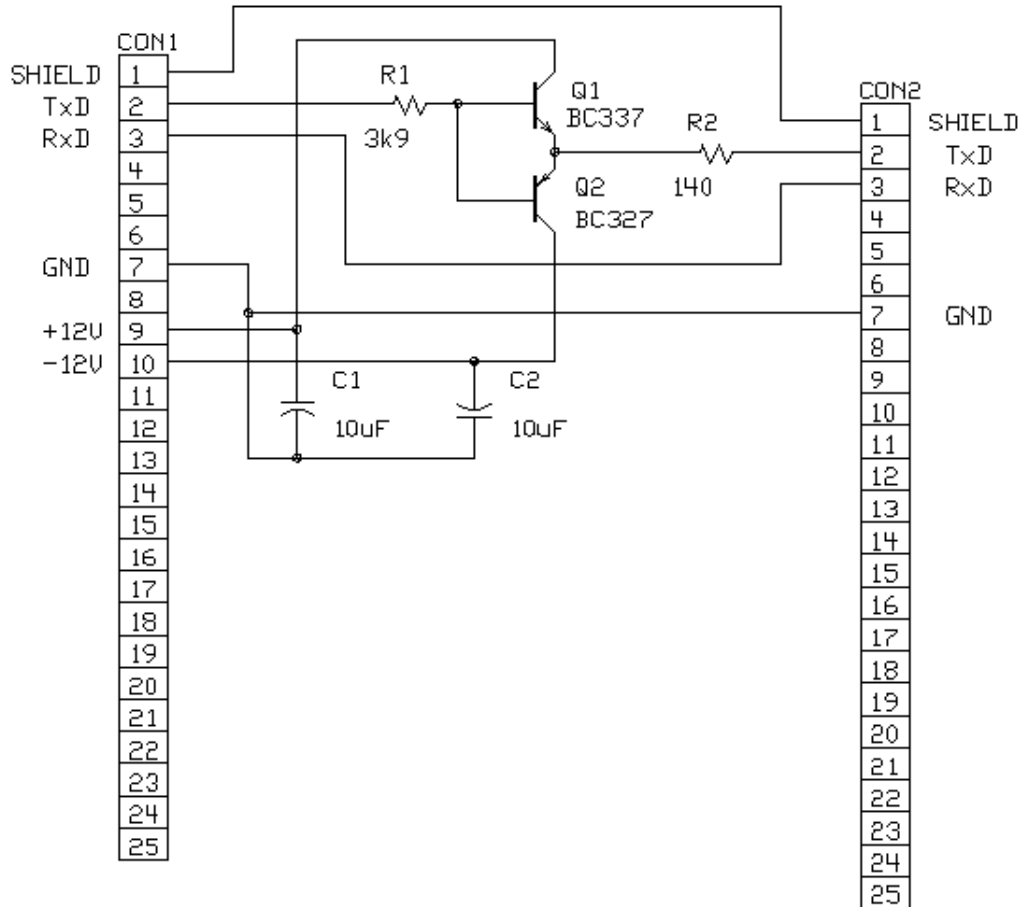 CON1
SHIELD 1
TxD 2
RxD 3
4
5
6
GND 7
8
+12V 9
-12V 10
11
12
13
14
15
16
17
18
19
20
21
22
23
24
25
R1
3k9
Q1
BC337
Q2
BC327
R2
140
C1
10uF
C2
10uF
CON2
1 SHIELD
2 TxD
3 RxD
4
5
6
7 GND
8
9
10
11
12
13
14
15
16
17
18
19
20
21
22
23
24
25